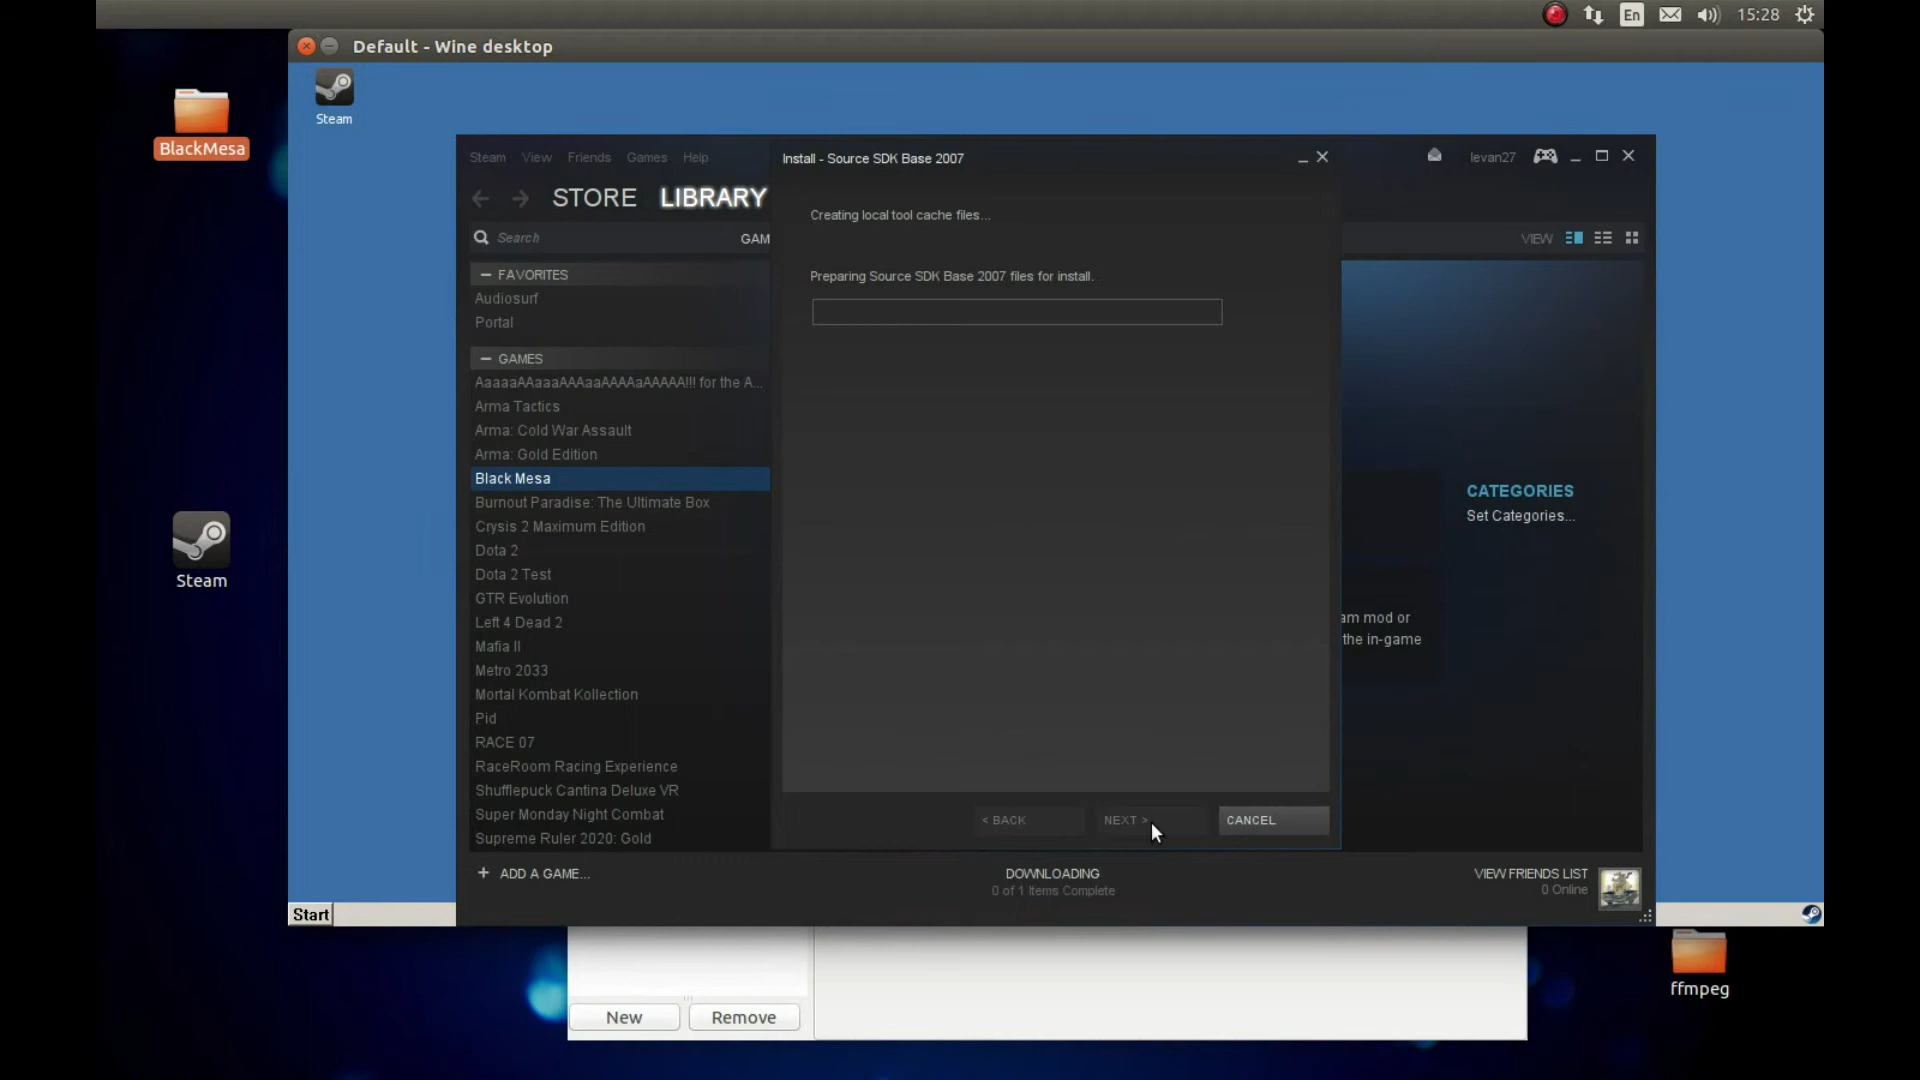 En
15:28
Default - Wine desktop
BlackMesa
Steam
Steam
Steam View Friends Games Help
Install - Source SDK Base 2007
levan27
STORE LIBRARY
Creating local tool cache files...
Search
GAM
VIEW
Preparing Source SDK Base 2007 files for install.
FAVORITES
Audiosurf
Portal
GAMES
AaaaaAAaaaAAAaaAAAAaAAAAA!!! for the A...
Arma Tactics
Arma: Cold War Assault
Arma: Gold Edition
Black Mesa
Burnout Paradise: The Ultimate Box
Crysis 2 Maximum Edition
Dota 2
Dota 2 Test
GTR Evolution
Left 4 Dead 2
Mafia II
Metro 2033
Mortal Kombat Kollection
Pid
RACE 07
RaceRoom Racing Experience
Shufflepuck Cantina Deluxe VR
Super Monday Night Combat
Supreme Ruler 2020: Gold
CATEGORIES
Set Categories...
am mod or
the in-game
< BACK
NEXT >
CANCEL
+ ADD A GAME...
DOWNLOADING
0 of 1 Items Complete
VIEW FRIENDS LIST
0 Online
Start
New
Remove
ffmpeg